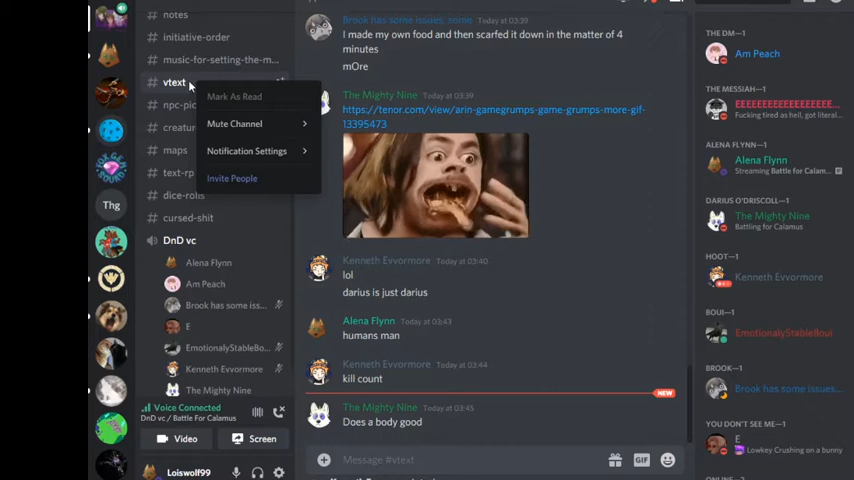 notes
initiative-order
music-for-setting-the-m...
vtext
npc-pic
creatur
maps
text-rp
dice-rolls
cursed-shit
Mark As Read
Mute Channel
Notification Settings
Invite People
Thg
DnD vc
Alena Flynn
Am Peach
Brook has some iss...
E
EmotionalyStableBo...
Kenneth Evvormore
The Mighty Nine
Voice Connected
DnD vc / Battle For Calamus
Video
Screen
Loiswolf99
Brook has some issues, some Today at 03:39
I made my own food and then scarfed it down in the matter of 4
minutes
mOre
The Mighty Nine Today at 03:39
https://tenor.com/view/arin-gamegrumps-game-grumps-more-gif-
13395473
Kenneth Evvormore Today at 03:40
lol
darius is just darius
Alena Flynn Today at 03:43
humans man
Kenneth Evvormore Today at 03:44
kill count
NEW
The Mighty Nine Today at 03:45
Does a body good
Message #vtext
GIF
THE DM—1
Am Peach
THE MESSIAH—1
Fucking tired as hell, got literal...
ALENA FLYNN—1
Alena Flynn
Streaming Battle for Calam...
DARIUS O'DRISCOLL—1
The Mighty Nine
Battling for Calamus
HOOT—1
Kenneth Evvormore
BOUI—1
EmotionalyStableBoui
BROOK—1
Brook has some issues...
YOU DON'T SEE ME—1
E
Lowkey Crushing on a bunny